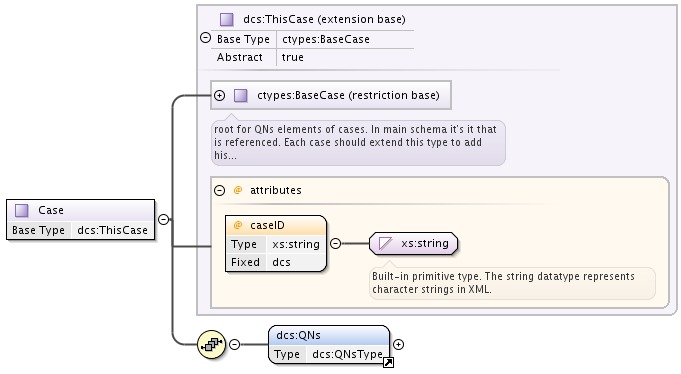 dcs:ThisCase (extension base)
Base Type ctypes:BaseCase
Abstract true
ctypes:BaseCase (restriction base)
root for QNs elements of cases. In main schema it's it that
is referenced. Each case should extend this type to add
his...
@ attributes
Case
Base Type dcs:ThisCase
@ caseID
Type xs:string
Fixed dcs
xs:string
Built-in primitive type. The string datatype represents
character strings in XML.
dcs:QNs
Type dcs:QNsType